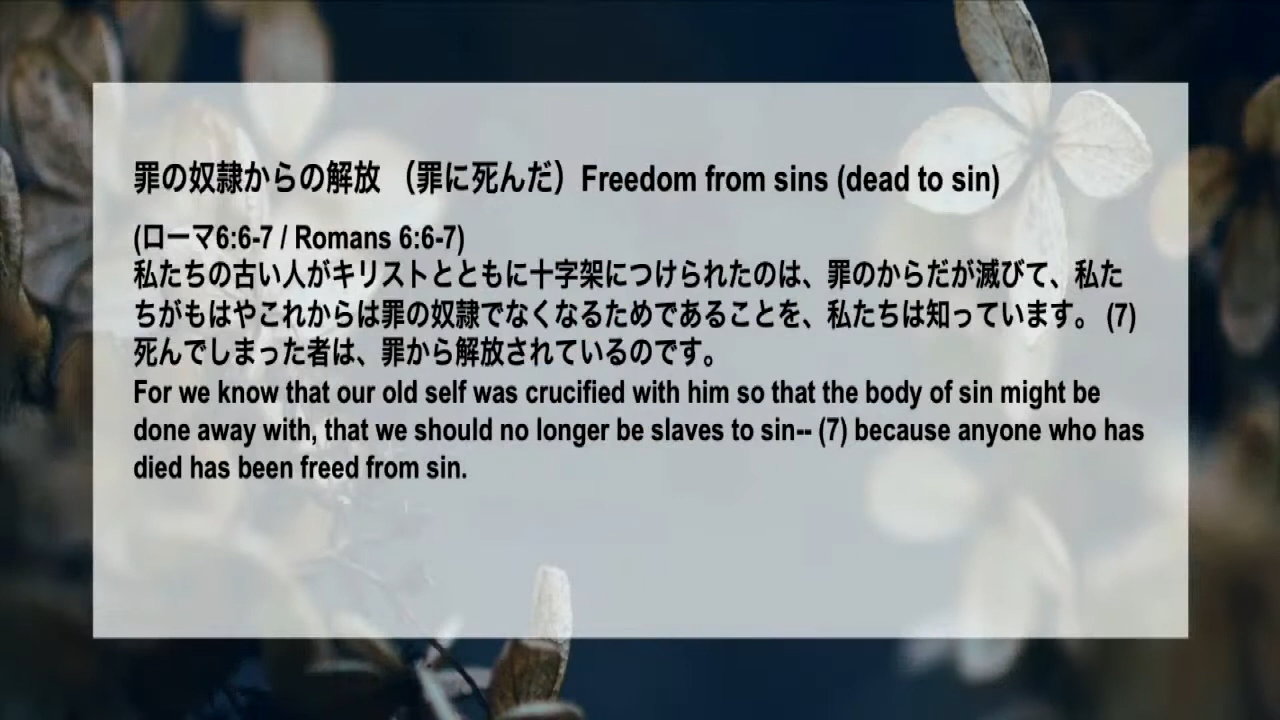 罪の奴隷からの解放 （罪に死んだ）Freedom from sins (dead to sin)
(ローマ6:6-7 / Romans 6:6-7)
私たちの古い人がキリストとともに十字架につけられたのは、罪のからだが滅びて、私た
ちがもはやこれからは罪の奴隷でなくなるためであることを、私たちは知っています。 (7)
死んでしまった者は、罪から解放されているのです。
For we know that our old self was crucified with him so that the body of sin might be
done away with, that we should no longer be slaves to sin-- (7) because anyone who has
died has been freed from sin.